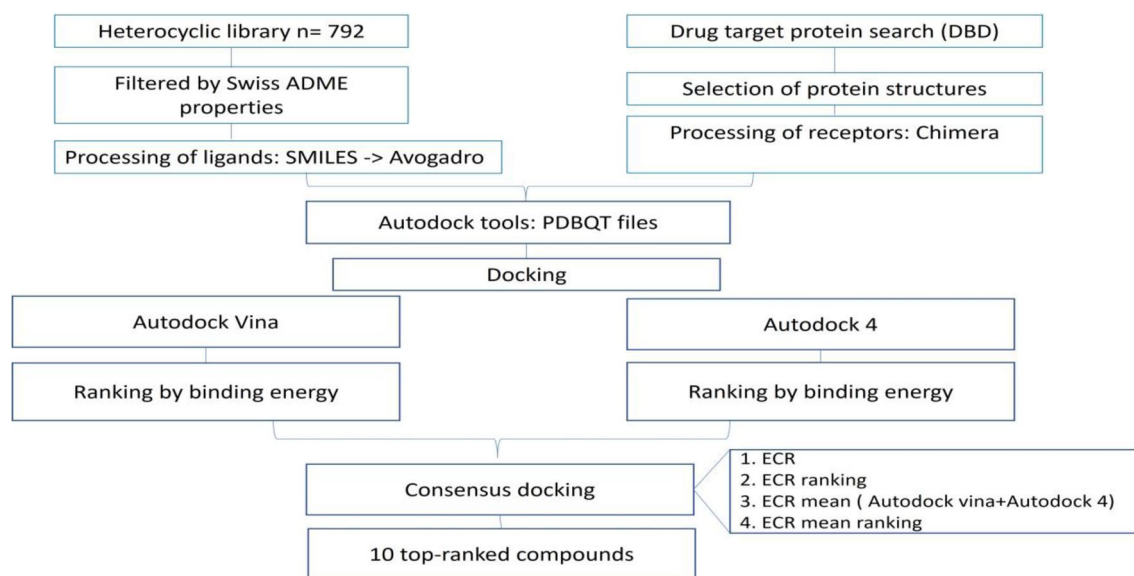 Heterocyclic library n= 792
Drug target protein search (DBD)
Filtered by Swiss ADME
properties
Selection of protein structures
Processing of receptors: Chimera
Processing of ligands: SMILES -> Avogadro
Autodock tools: PDBQT files
Docking
Autodock Vina
Autodock 4
Ranking by binding energy
Ranking by binding energy
Consensus docking
1. ECR
2. ECR ranking
3. ECR mean ( Autodock vina+Autodock 4)
4. ECR mean ranking
10 top-ranked compounds